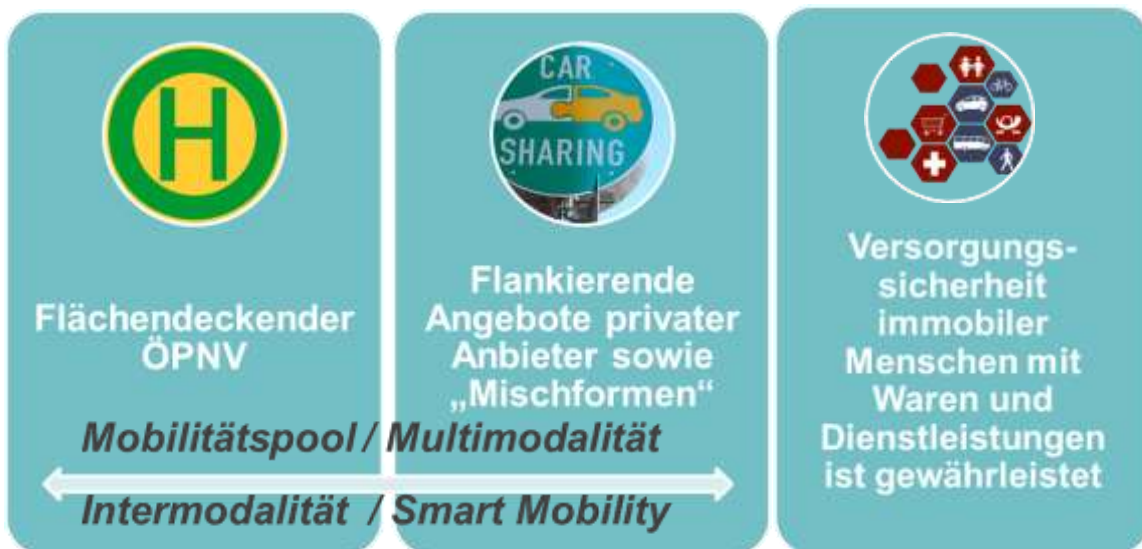 H
Flächendeckender
ÖPNV
CAR
SHARING
Flankierende
Angebote privater
Anbieter sowie
„Mischformen“
Versorgungs-
sicherheit
immobiler
Menschen mit
Waren und
Dienstleistungen
ist gewährleistet
Mobilitätspool / Multimodalität
Intermodalität / Smart Mobility